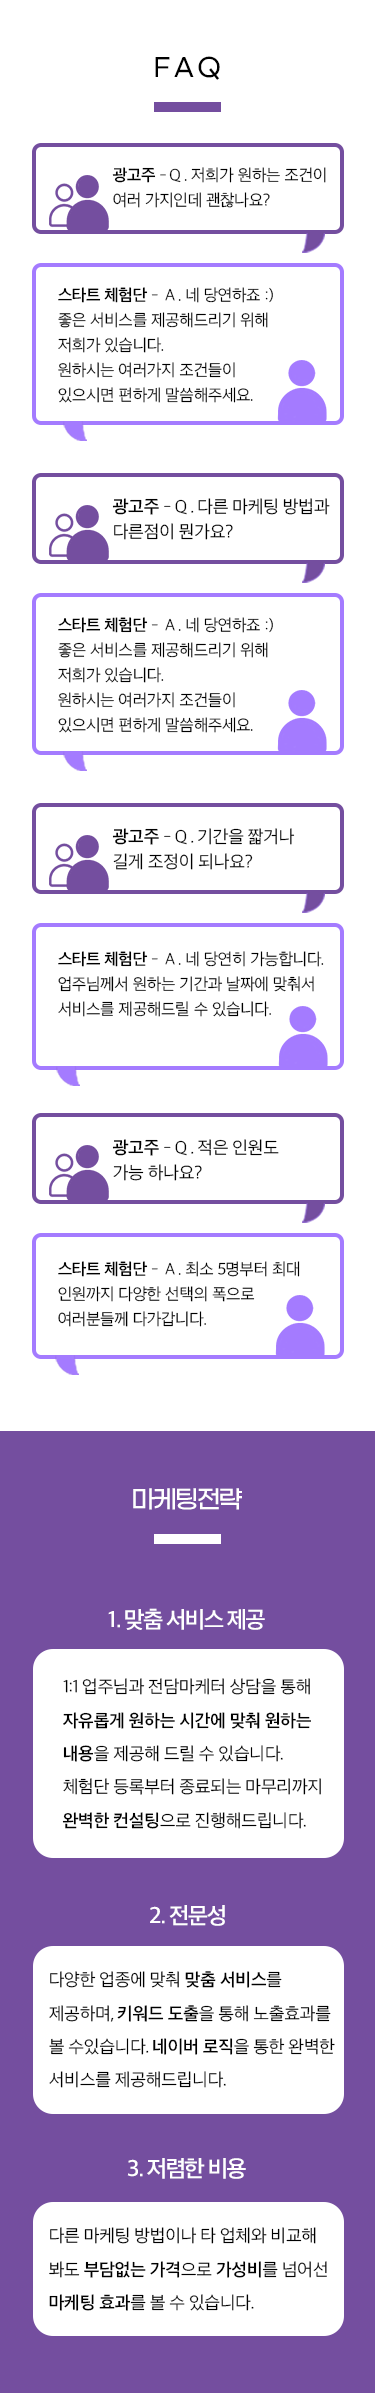 FAQ
광고주 - Q . 저희가 원하는 조건이
여러 가지인데 괜찮나요?
스타트 체험단 - A . 네 당연하죠 :)
좋은 서비스를 제공해드리기 위해
저희가 있습니다.
원하시는 여러가지 조건들이
있으시면 편하게 말씀해주세요.
광고주 - Q . 다른 마케팅 방법과
다른점이 뭔가요?
스타트 체험단 - A . 네 당연하죠 :)
좋은 서비스를 제공해드리기 위해
저희가 있습니다.
원하시는 여러가지 조건들이
있으시면 편하게 말씀해주세요.
광고주 - Q . 기간을 짧거나
길게 조정이 되나요?
스타트 체험단 - A . 네 당연히 가능합니다.
업주님께서 원하는 기간과 날짜에 맞춰서
서비스를 제공해드릴 수 있습니다.
광고주 - Q . 적은 인원도
가능 하나요?
스타트 체험단 - A . 최소 5명부터 최대
인원까지 다양한 선택의 폭으로
여러분들께 다가갑니다.
마케팅전략
1. 맞춤 서비스 제공
1:1 업주님과 전담마케터 상담을 통해
자유롭게 원하는 시간에 맞춰 원하는
내용을 제공해 드릴 수 있습니다.
체험단 등록부터 종료되는 마무리까지
완벽한 컨설팅으로 진행해드립니다.
2. 전문성
다양한 업종에 맞춰 맞춤 서비스를
제공하며, 키워드 도출을 통해 노출효과를
볼 수있습니다. 네이버 로직을 통한 완벽한
서비스를 제공해드립니다.
3. 저렴한 비용
다른 마케팅 방법이나 타 업체와 비교해
봐도 부담없는 가격으로 가성비를 넘어선
마케팅 효과를 볼 수 있습니다.